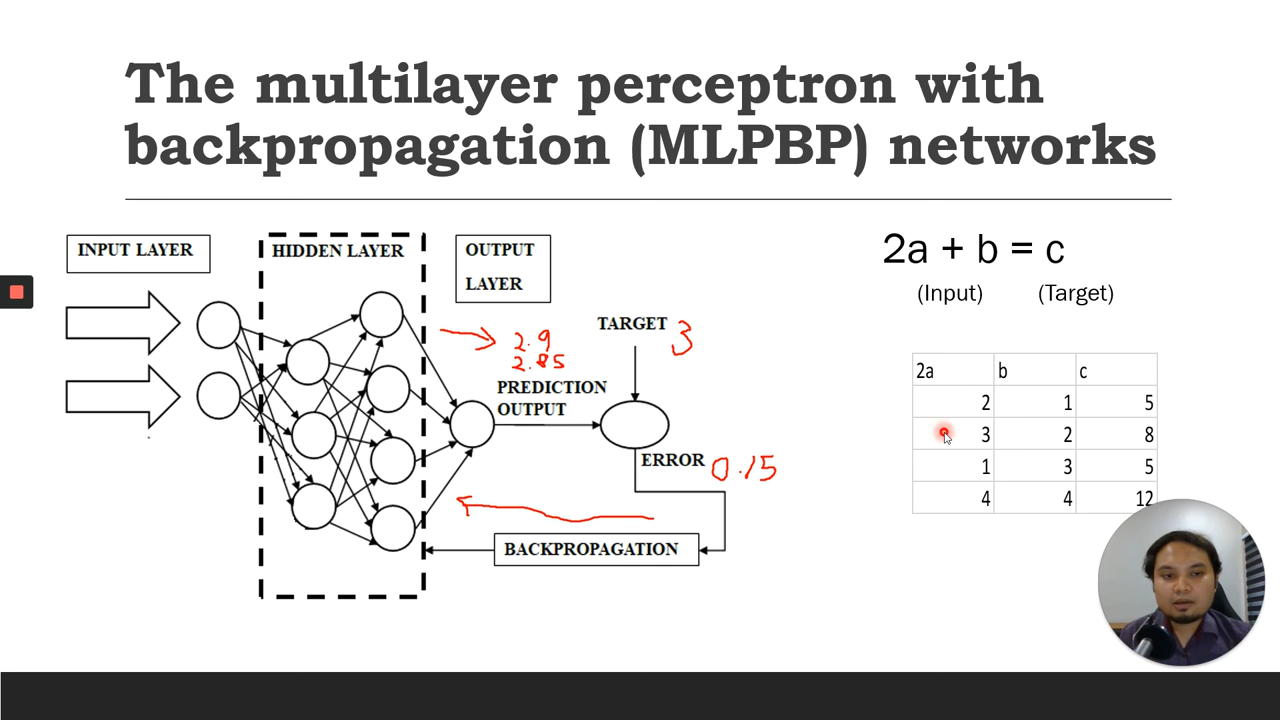 The multilayer perceptron with
backpropagation (MLPBP) networks
INPUT LAYER
HIDDEN LAYER
OUTPUT
LAYER
2.9
2.85
PREDICTION
OUTPUT
TARGET 3
ERROR 0.15
BACKPROPAGATION
2a + b = c
(Input) (Target)
2a b c
2 1 5
3 2 8
1 3 5
4 4 12